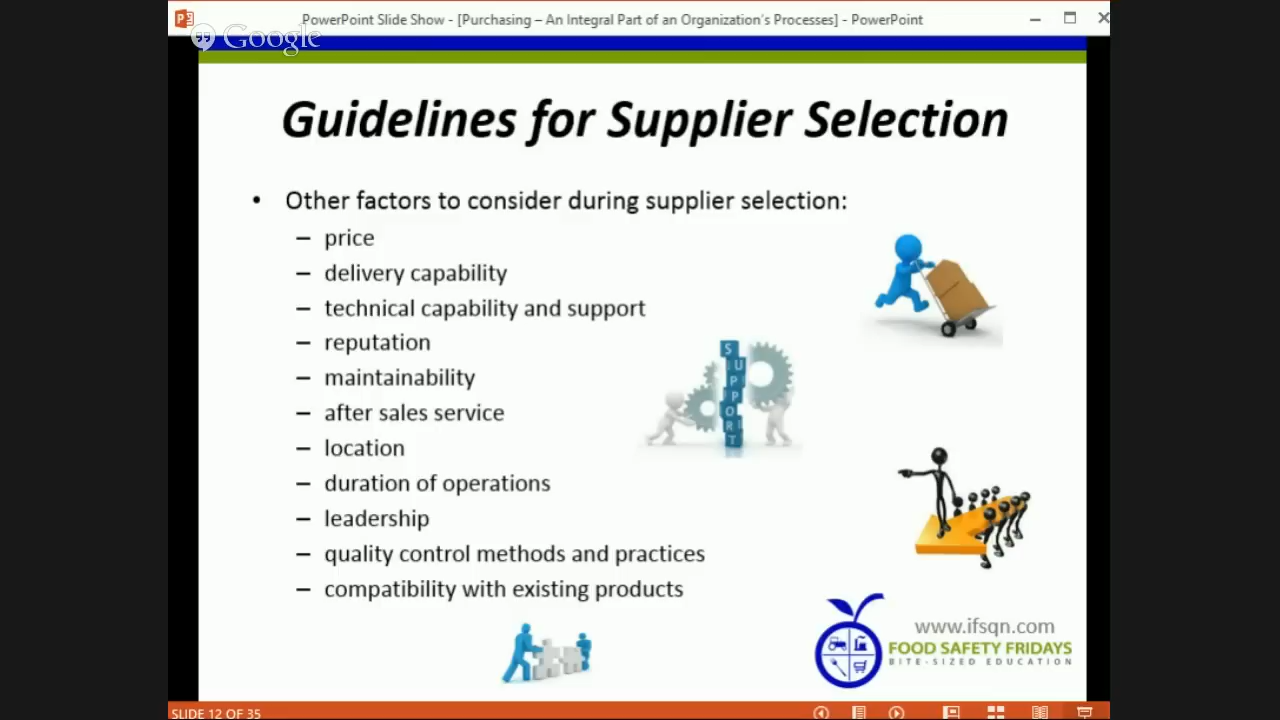 PowerPoint Slide Show - [Purchasing – An Integral Part of an Organization's Processes] - PowerPoint
Google
Guidelines for Supplier Selection
• Other factors to consider during supplier selection:
– price
– delivery capability
– technical capability and support
– reputation
– maintainability
– after sales service
– location
– duration of operations
– leadership
– quality control methods and practices
– compatibility with existing products
SUPPORT
www.ifsqn.com
FOOD SAFETY FRIDAYS
BITE-SIZED EDUCATION
SLIDE 12 OF 35